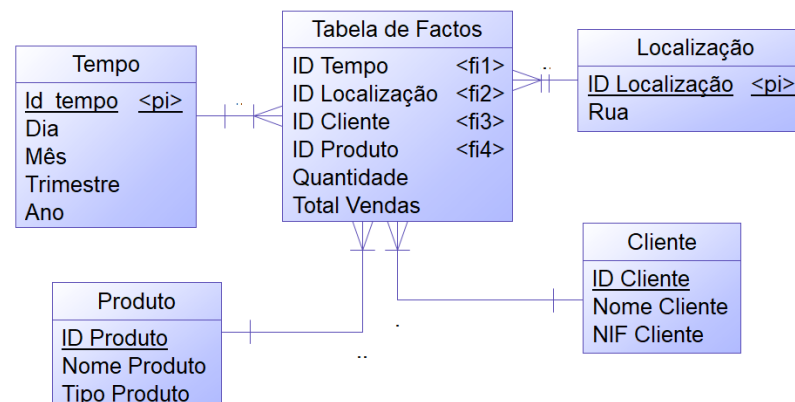 Tabela de Factos
ID Tempo <fi1>
ID Localização <fi2>
ID Cliente <fi3>
ID Produto <fi4>
Quantidade
Total Vendas
Tempo
Id_tempo <pi>
Dia
Mês
Trimestre
Ano
Localização
ID Localização <pi>
Rua
Produto
ID Produto
Nome Produto
Tipo Produto
Cliente
ID Cliente
Nome Cliente
NIF Cliente